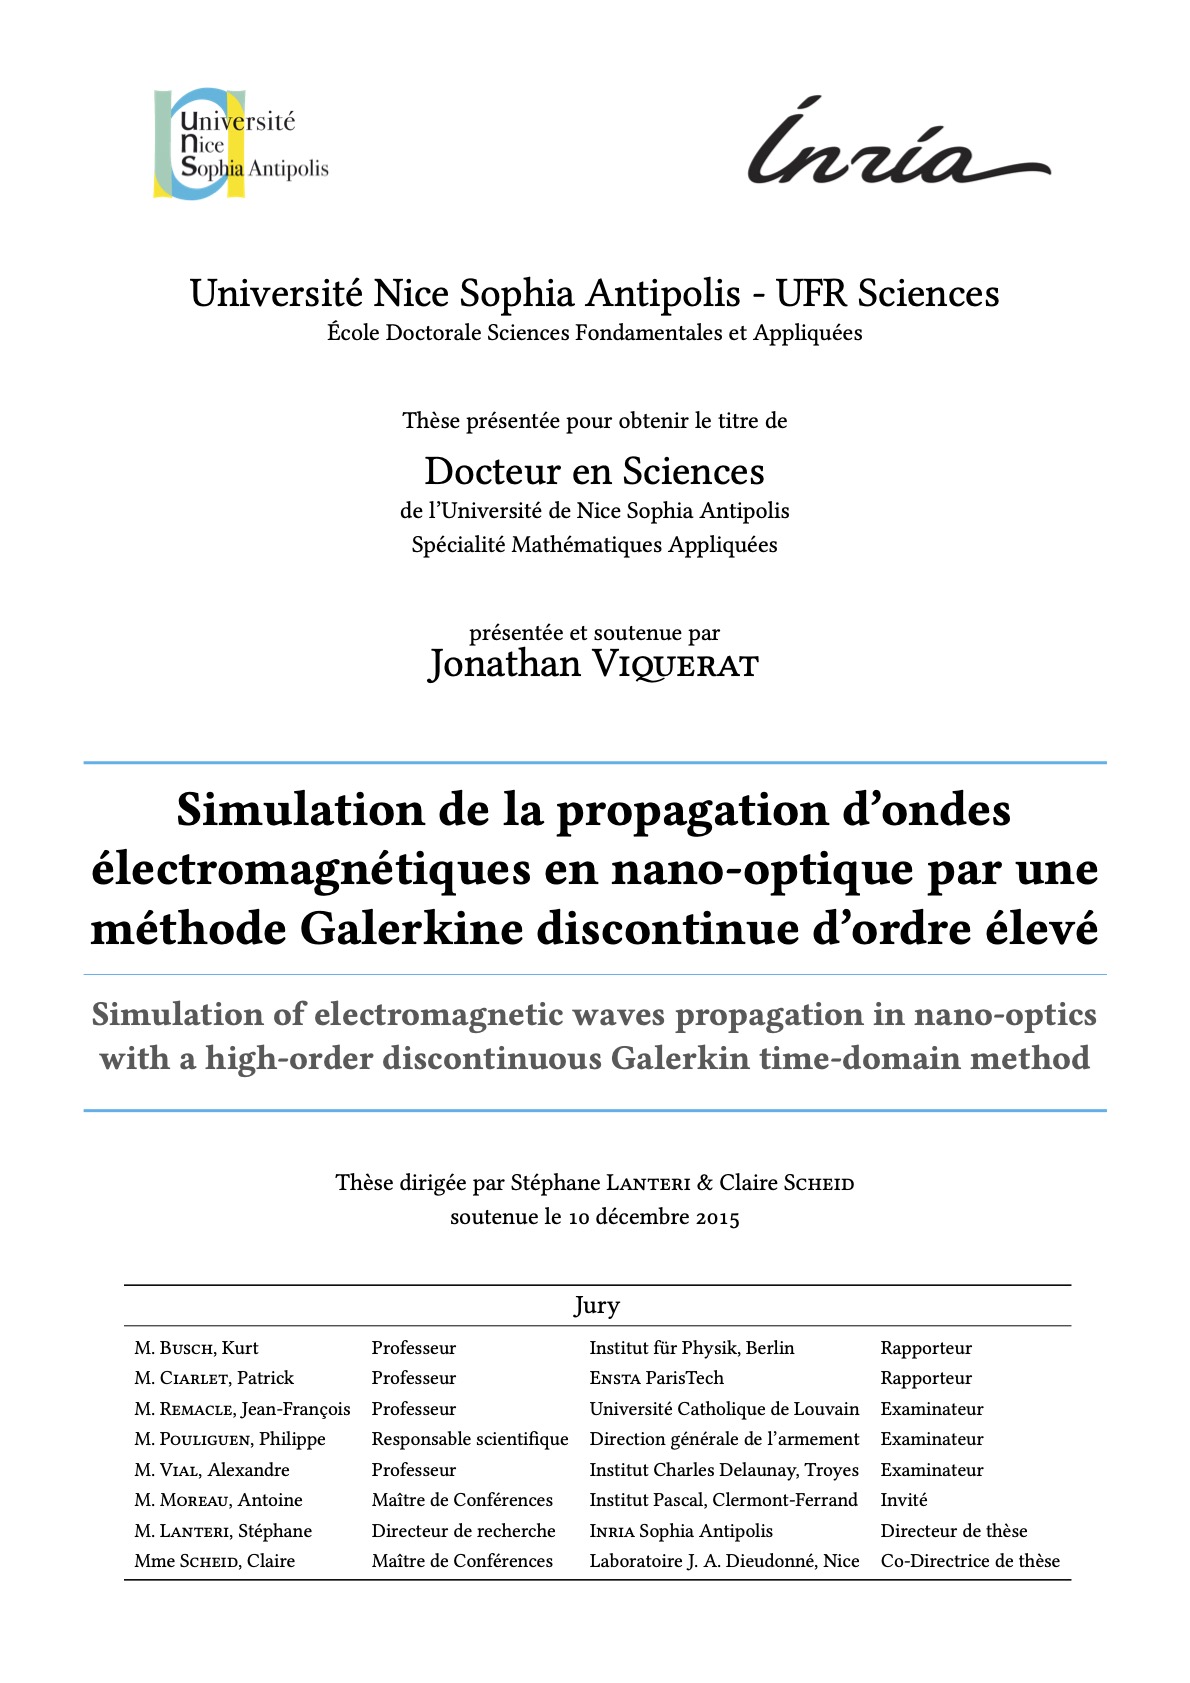 Université
Nice
Sophia Antipolis
Inria
Université Nice Sophia Antipolis - UFR Sciences
École Doctorale Sciences Fondamentales et Appliquées
Thèse présentée pour obtenir le titre de
Docteur en Sciences
de l'Université de Nice Sophia Antipolis
Spécialité Mathématiques Appliquées
présentée et soutenue par
Jonathan VIQUERAT
Simulation de la propagation d'ondes
électromagnétiques en nano-optique par une
méthode Galerkine discontinue d'ordre élevé
Simulation of electromagnetic waves propagation in nano-optics
with a high-order discontinuous Galerkin time-domain method
Thèse dirigée par Stéphane LANTERI & Claire SCHEID
soutenue le 10 décembre 2015
Jury
M. BUSCH, Kurt Professeur Institut für Physik, Berlin Rapporteur
M. CIARLET, Patrick Professeur ENSTA ParisTech Rapporteur
M. REMACLE, Jean-François Professeur Université Catholique de Louvain Examinateur
M. POULIGUEN, Philippe Responsable scientifique Direction générale de l'armement Examinateur
M. VIAL, Alexandre Professeur Institut Charles Delaunay, Troyes Examinateur
M. MOREAU, Antoine Maître de Conférences Institut Pascal, Clermont-Ferrand Invité
M. LANTERI, Stéphane Directeur de recherche INRIA Sophia Antipolis Directeur de thèse
Mme SCHEID, Claire Maître de Conférences Laboratoire J. A. Dieudonné, Nice Co-Directrice de thèse